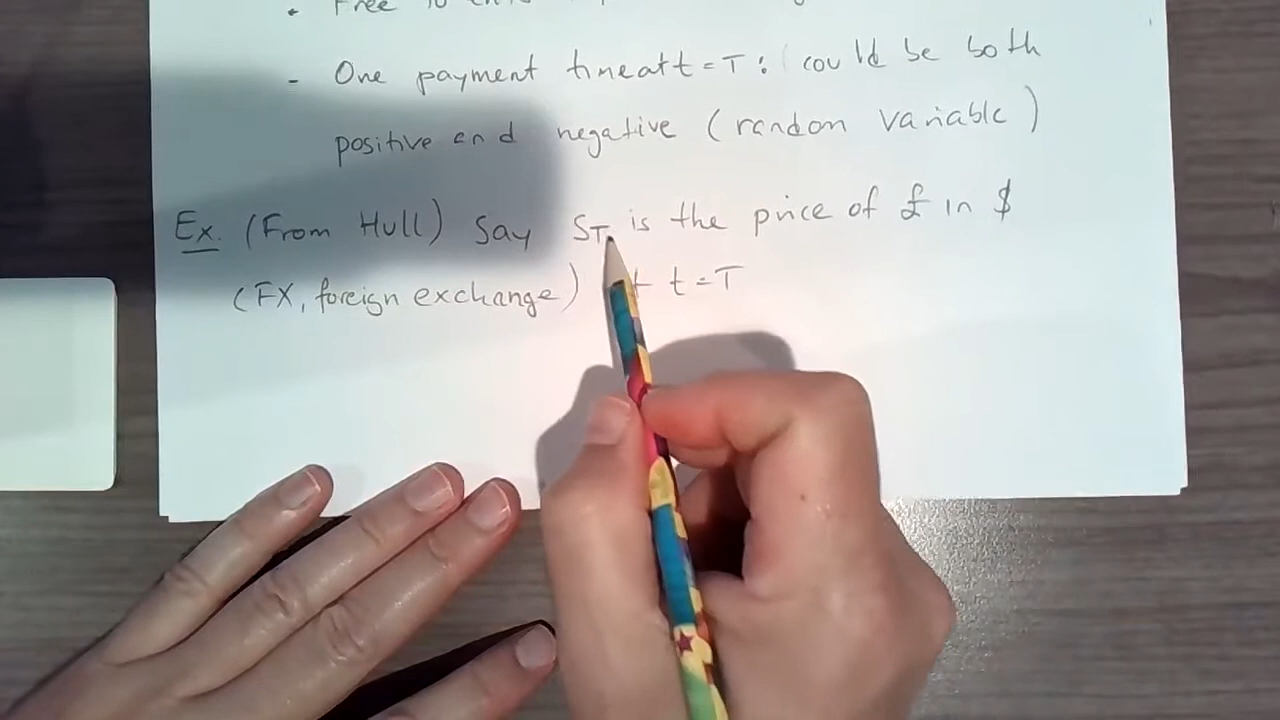 - One payment time at t = T : could be both
positive and negative (random variable)
Ex. (From Hull) Say S_T is the price of £ in $
(FX, foreign exchange) t = T